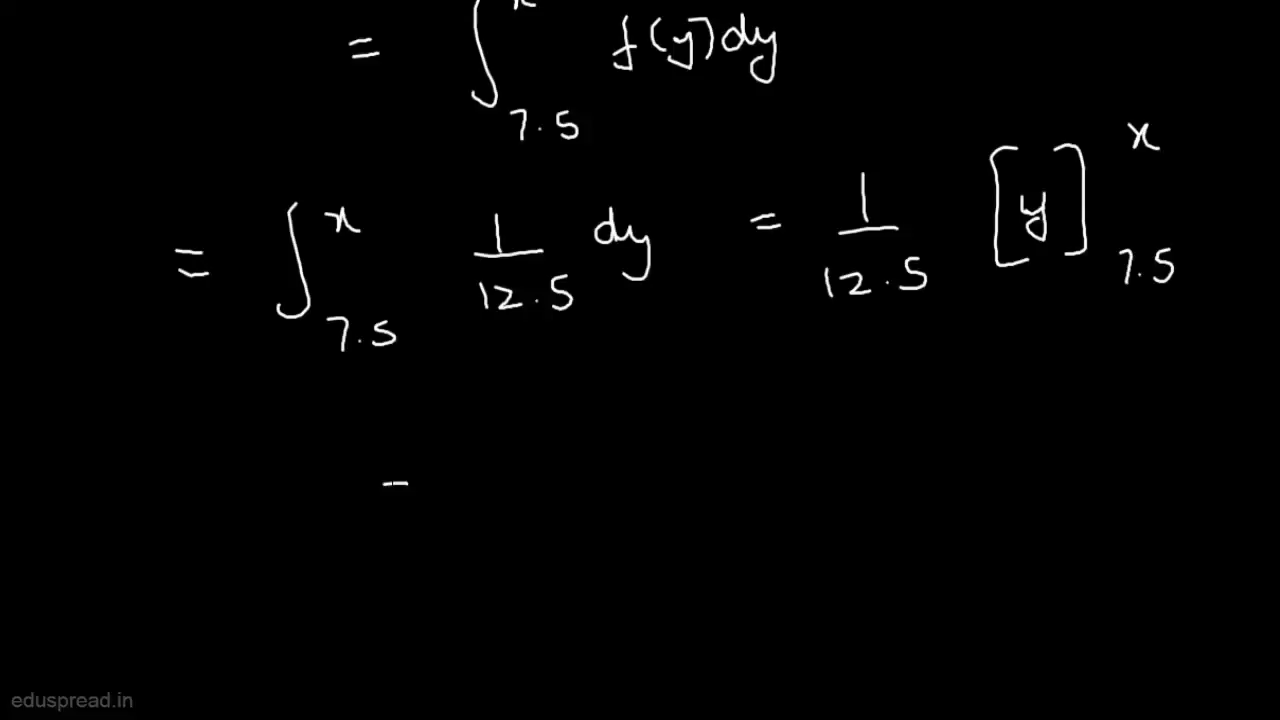 = ∫_{7.5}^{x} f(y) dy
= ∫_{7.5}^{x} 1/12.5 dy = 1/12.5 [y]_{7.5}^{x}
eduspread.in